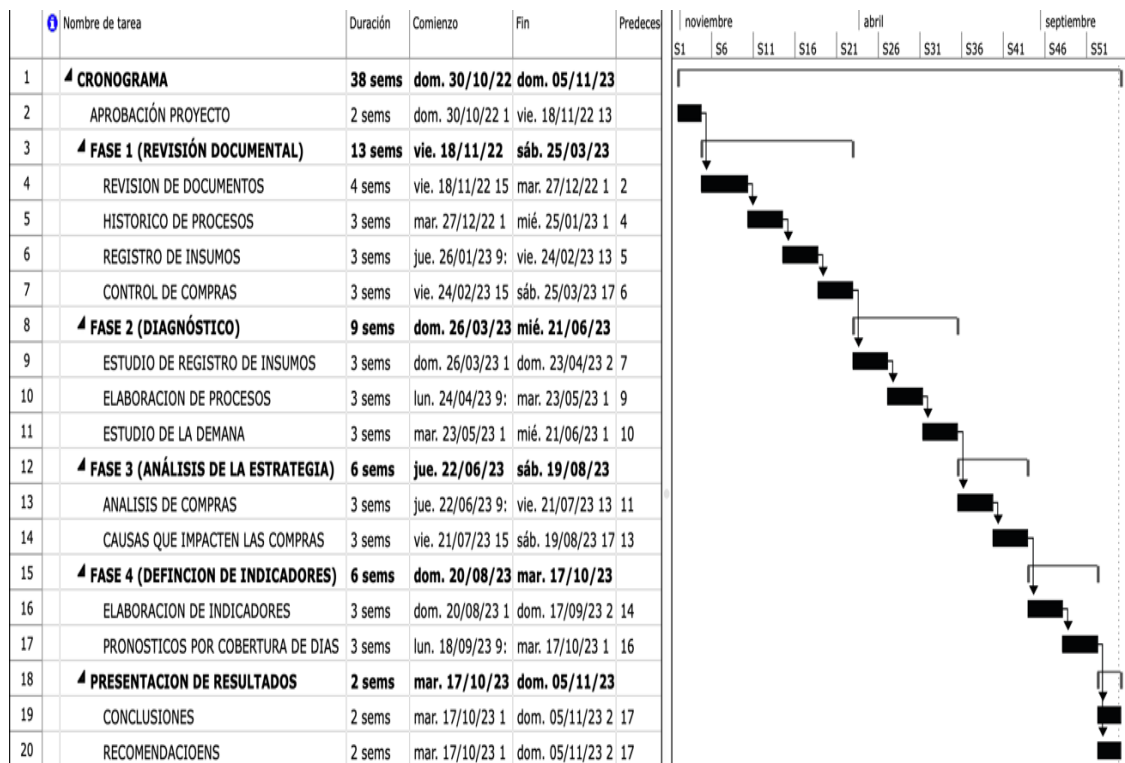 Nombre de tarea Duración Comienzo Fin Predeces noviembre abril septiembre
S1 S6 S11 S16 S21 S26 S31 S36 S41 S46 S51
1 CRONOGRAMA 38 sems dom. 30/10/22 dom. 05/11/23
2 APROBACIÓN PROYECTO 2 sems dom. 30/10/22 1 vie. 18/11/22 13
3 FASE 1 (REVISIÓN DOCUMENTAL) 13 sems vie. 18/11/22 sáb. 25/03/23
4 REVISION DE DOCUMENTOS 4 sems vie. 18/11/22 15 mar. 27/12/22 1 2
5 HISTORICO DE PROCESOS 3 sems mar. 27/12/22 1 mié. 25/01/23 1 4
6 REGISTRO DE INSUMOS 3 sems jue. 26/01/23 9: vie. 24/02/23 13 5
7 CONTROL DE COMPRAS 3 sems vie. 24/02/23 15 sáb. 25/03/23 17 6
8 FASE 2 (DIAGNÓSTICO) 9 sems dom. 26/03/23 mié. 21/06/23
9 ESTUDIO DE REGISTRO DE INSUMOS 3 sems dom. 26/03/23 1 dom. 23/04/23 2 7
10 ELABORACION DE PROCESOS 3 sems lun. 24/04/23 9: mar. 23/05/23 1 9
11 ESTUDIO DE LA DEMANA 3 sems mar. 23/05/23 1 mié. 21/06/23 1 10
12 FASE 3 (ANÁLISIS DE LA ESTRATEGIA) 6 sems jue. 22/06/23 sáb. 19/08/23
13 ANALISIS DE COMPRAS 3 sems jue. 22/06/23 9: vie. 21/07/23 13 11
14 CAUSAS QUE IMPACTEN LAS COMPRAS 3 sems vie. 21/07/23 15 sáb. 19/08/23 17 13
15 FASE 4 (DEFINCION DE INDICADORES) 6 sems dom. 20/08/23 mar. 17/10/23
16 ELABORACION DE INDICADORES 3 sems dom. 20/08/23 1 dom. 17/09/23 2 14
17 PRONOSTICOS POR COBERTURA DE DIAS 3 sems lun. 18/09/23 9: mar. 17/10/23 1 16
18 PRESENTACION DE RESULTADOS 2 sems mar. 17/10/23 dom. 05/11/23
19 CONCLUSIONES 2 sems mar. 17/10/23 1 dom. 05/11/23 2 17
20 RECOMENDACIOENS 2 sems mar. 17/10/23 1 dom. 05/11/23 2 17